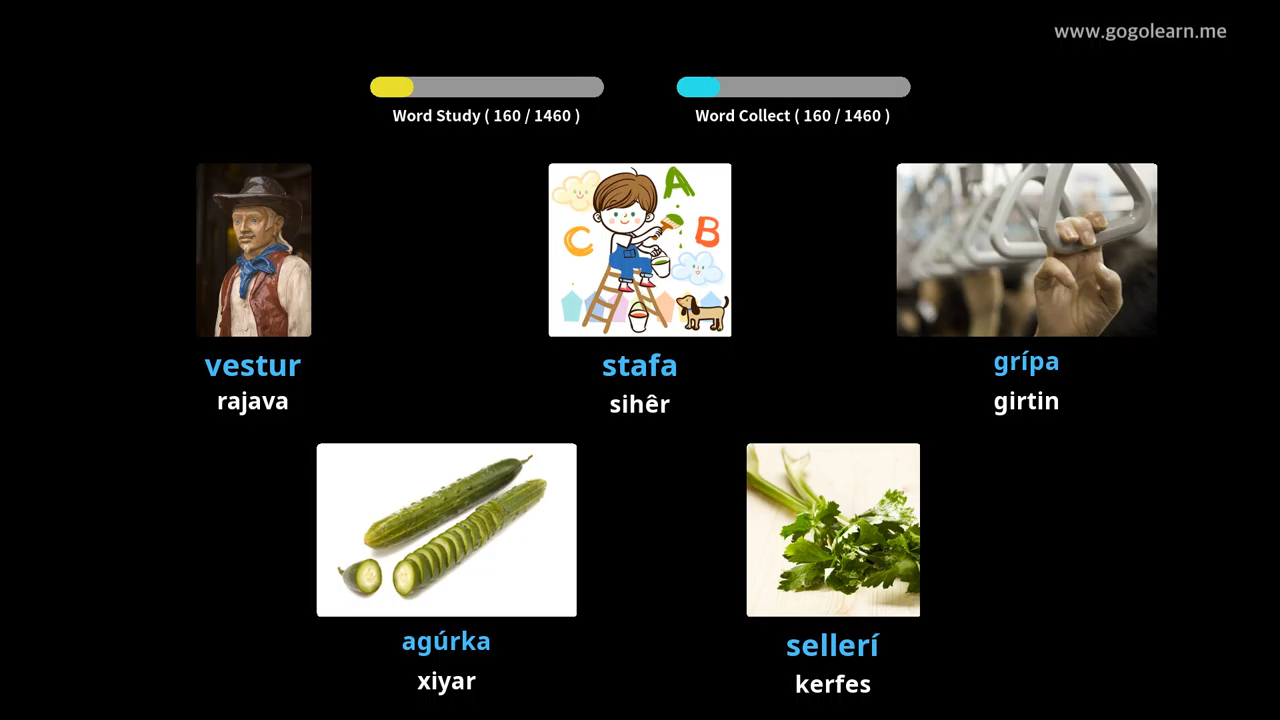 www.gogolearn.me
Word Study ( 160 / 1460 )
Word Collect ( 160 / 1460 )
A
C
B
vestur
rajava
stafa
sihêr
grípa
girtin
agúrka
xiyar
sellerí
kerfes